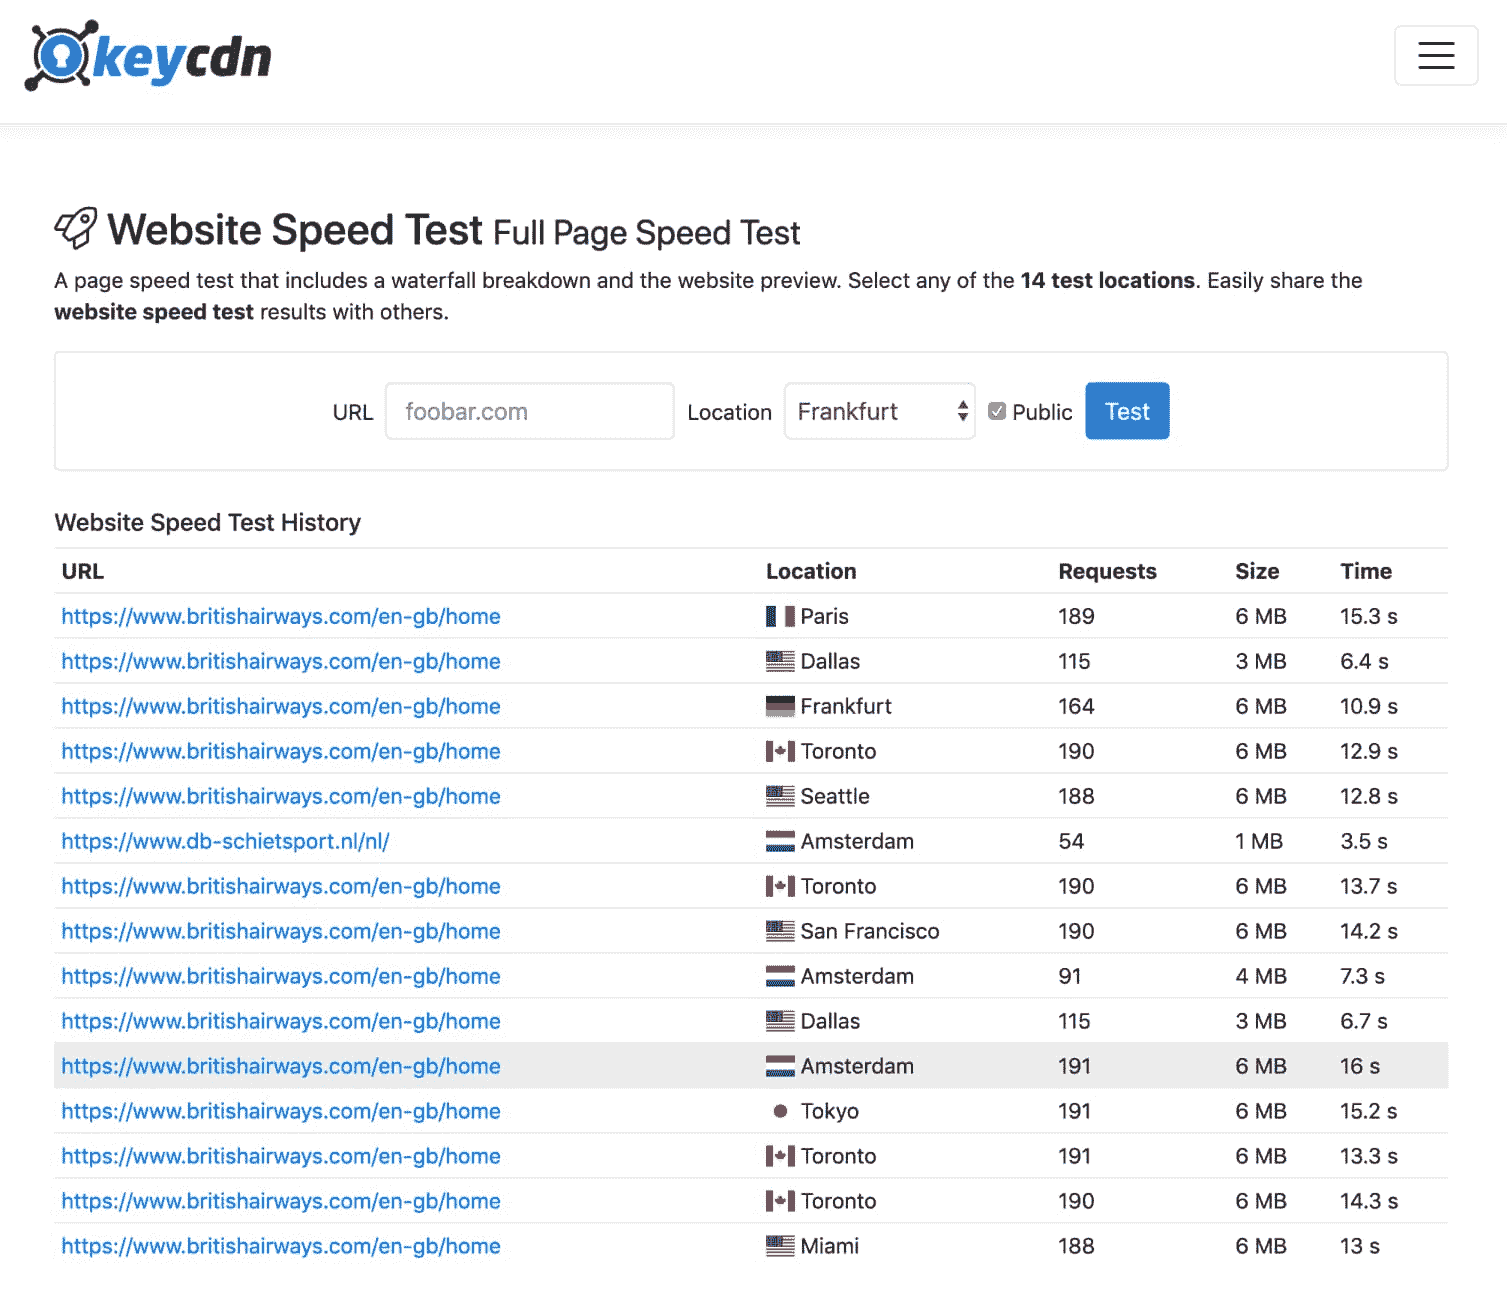 keycdn
Website Speed Test Full Page Speed Test
A page speed test that includes a waterfall breakdown and the website preview. Select any of the 14 test locations. Easily share the
website speed test results with others.
URL foobar.com Location Frankfurt Public Test
Website Speed Test History
URL Location Requests Size Time
https://www.britishairways.com/en-gb/home Paris 189 6 MB 15.3 s
https://www.britishairways.com/en-gb/home Dallas 115 3 MB 6.4 s
https://www.britishairways.com/en-gb/home Frankfurt 164 6 MB 10.9 s
https://www.britishairways.com/en-gb/home Toronto 190 6 MB 12.9 s
https://www.britishairways.com/en-gb/home Seattle 188 6 MB 12.8 s
https://www.db-schietsport.nl/nl/ Amsterdam 54 1 MB 3.5 s
https://www.britishairways.com/en-gb/home Toronto 190 6 MB 13.7 s
https://www.britishairways.com/en-gb/home San Francisco 190 6 MB 14.2 s
https://www.britishairways.com/en-gb/home Amsterdam 91 4 MB 7.3 s
https://www.britishairways.com/en-gb/home Dallas 115 3 MB 6.7 s
https://www.britishairways.com/en-gb/home Amsterdam 191 6 MB 16 s
https://www.britishairways.com/en-gb/home Tokyo 191 6 MB 15.2 s
https://www.britishairways.com/en-gb/home Toronto 191 6 MB 13.3 s
https://www.britishairways.com/en-gb/home Toronto 190 6 MB 14.3 s
https://www.britishairways.com/en-gb/home Miami 188 6 MB 13 s